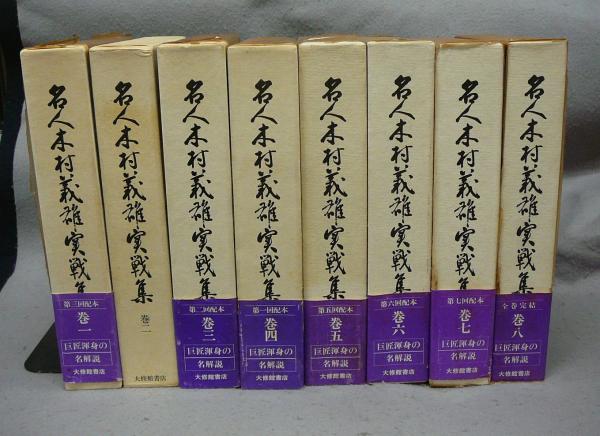 名人木村義雄実戦集
第三回配本
巻一
巨匠渾身の
名解説
大修館書店
名人木村義雄実戦集
巻二
大修館書店
名人木村義雄実戦集
第二回配本
巻三
巨匠渾身の
名解説
大修館書店
名人木村義雄実戦集
第一回配本
巻四
巨匠渾身の
名解説
大修館書店
名人木村義雄実戦集
第五回配本
巻五
巨匠渾身の
名解説
大修館書店
名人木村義雄実戦集
第六回配本
巻六
巨匠渾身の
名解説
大修館書店
名人木村義雄実戦集
第七回配本
巻七
巨匠渾身の
名解説
大修館書店
名人木村義雄実戦集
全巻完結
巻八
巨匠渾身の
名解説
大修館書店